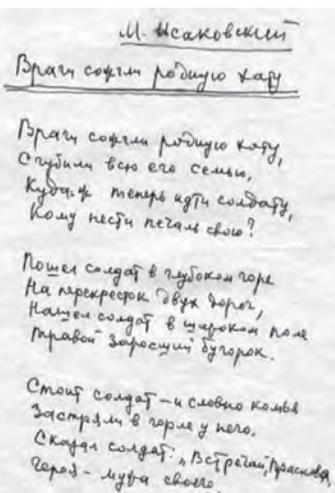 М. Исаковский
Враги сожгли родную хату
Враги сожгли родную хату,
Сгубили всю его семью,
Куда ж теперь идти солдату,
Кому нести печаль свою?
Пошел солдат в глубоком горе
На перекресток двух дорог,
Нашел солдат в широком поле
Травой заросший бугорок.
Стоит солдат – и словно комья
Застряли в горле у него.
Сказал солдат: „Встречай, Прасковья,
Героя – мужа своего